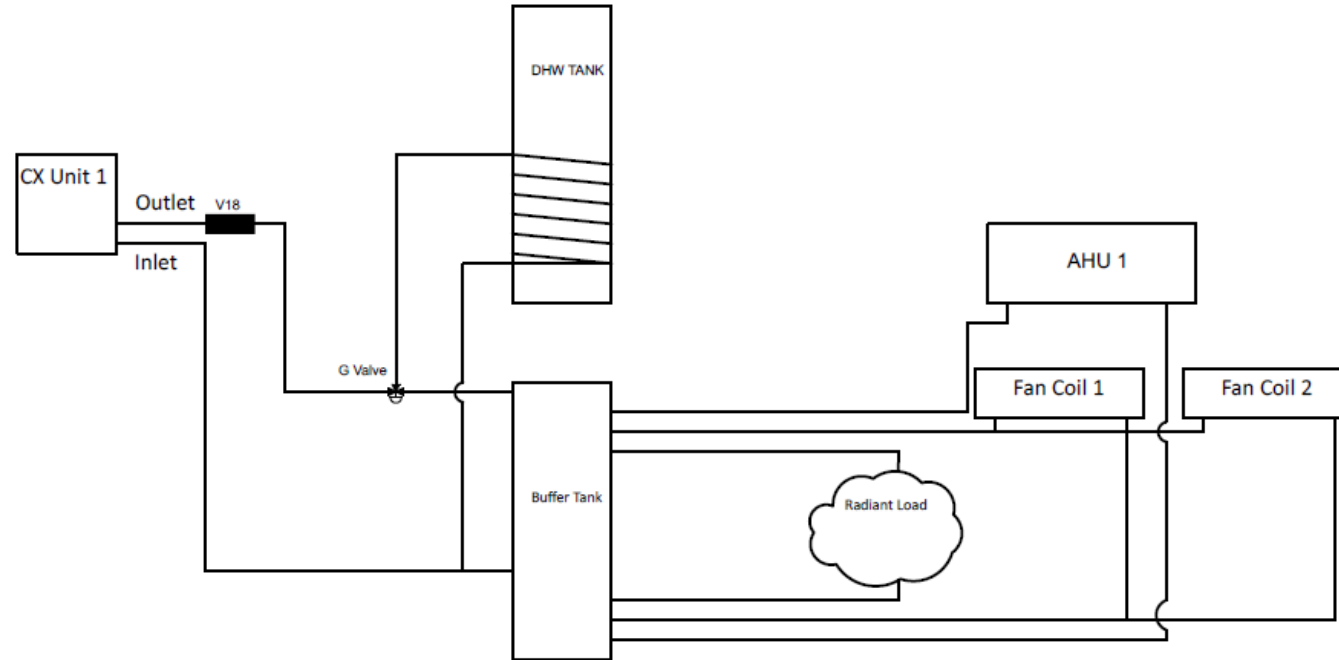 DHW TANK
CX Unit 1
Outlet
V18
Inlet
AHU 1
G Valve
Fan Coil 1
Fan Coil 2
Buffer Tank
Radiant Load